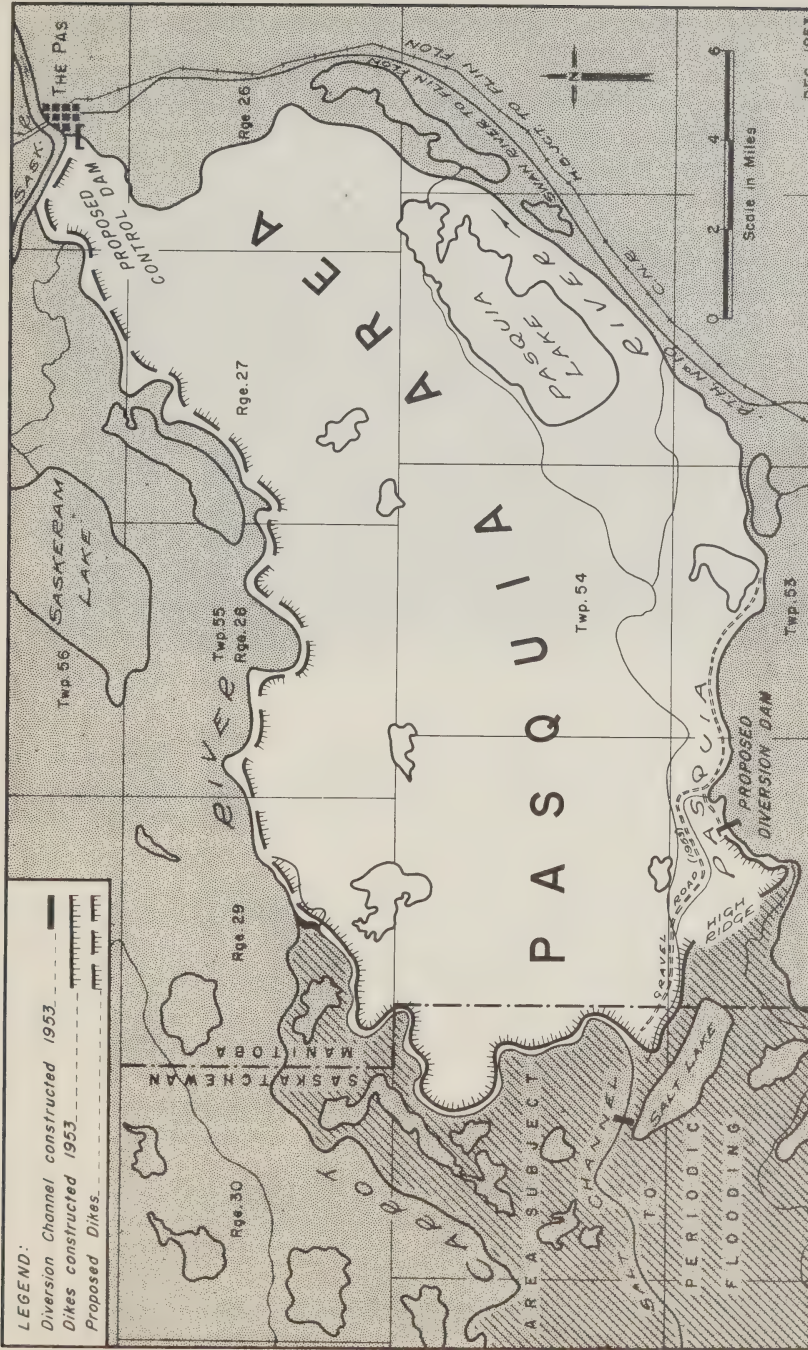 LEGEND:
Diversion Channel constructed 1953
Dikes constructed 1953
Proposed Dikes
SASK. R.
THE PAS
PROPOSED
CONTROL DAM
Rge. 26
Twp. 56
SASKERAM
LAKE
Rge. 27
Twp. 55
Rge. 28
RIVER
Rge. 29
Rge. 30
SASKATCHEWAN
MANITOBA
CARROT
PASQUIA AREA
PASQUIA
LAKE
RIVER
SWAN RIVER TO FLIN FLON
H.B. JCT TO FLIN FLON
P.T.H. No 10
C.N.R.
N
0 2 4 6
Scale in Miles
Twp. 54
Twp. 53
PASQUIA
PROPOSED
DIVERSION DAM
GRAVEL ROAD (1953)
HIGH
RIDGE
SALT LAKE
SALT CHANNEL
AREA SUBJECT
TO
PERIODIC
FLOODING